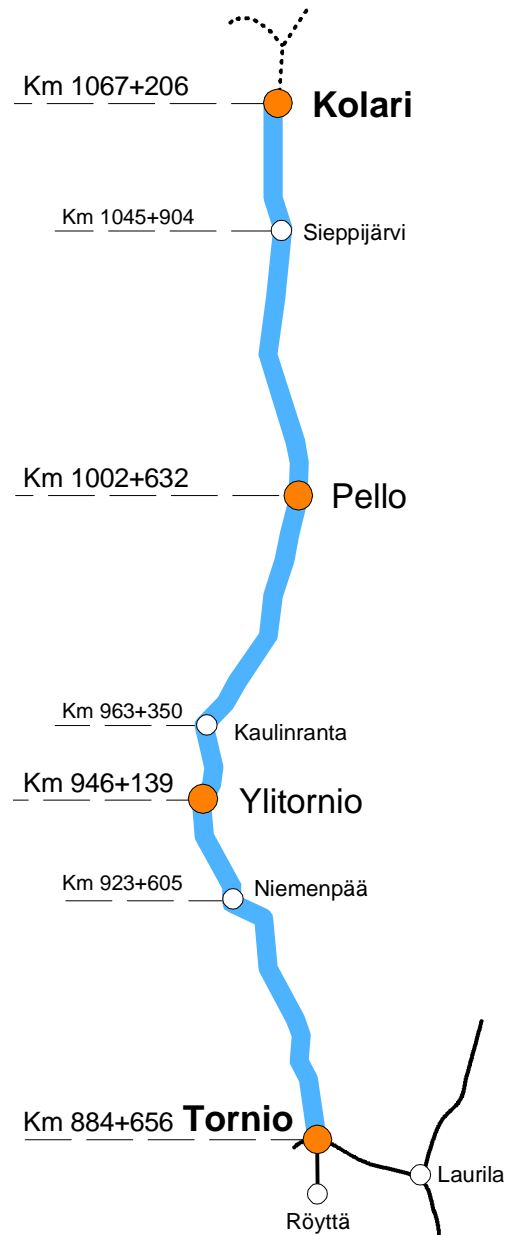 Km 1067+206
Kolari
Km 1045+904
Sieppijärvi
Km 1002+632
Pello
Km 963+350
Kaulinranta
Km 946+139
Ylitornio
Km 923+605
Niemenpää
Km 884+656
Tornio
Laurila
Röyttä